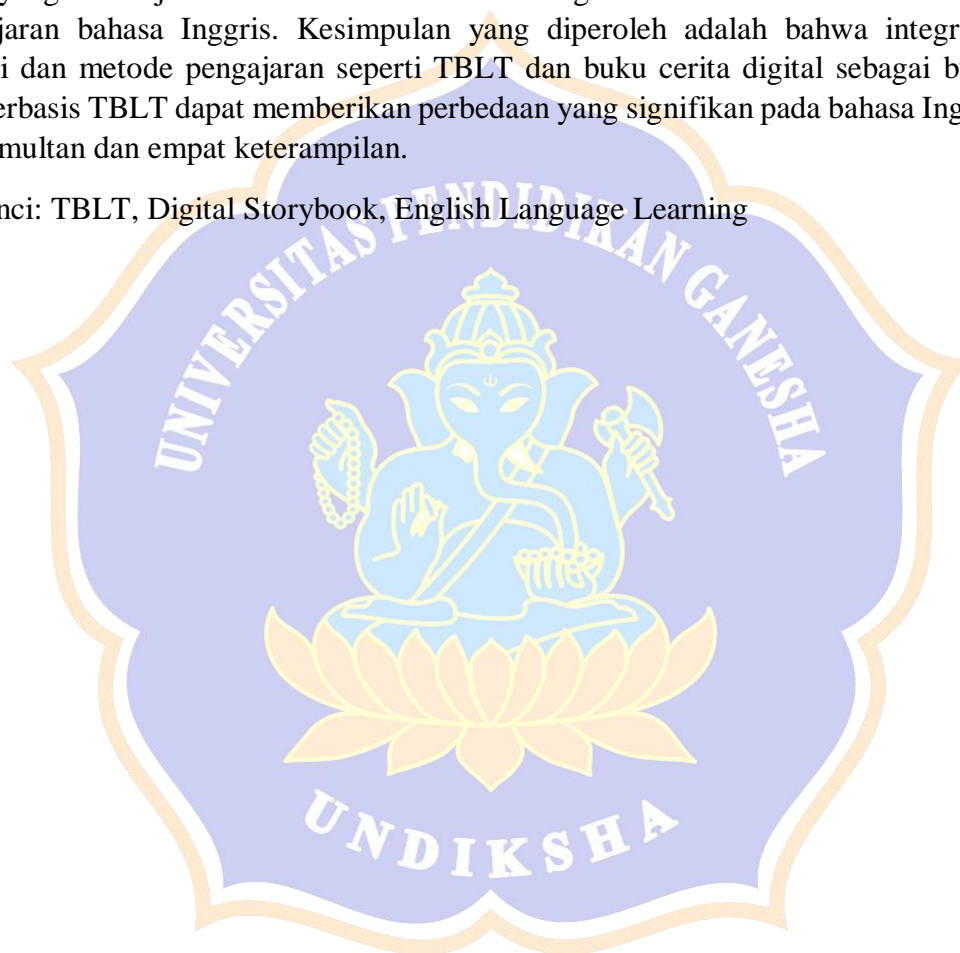 jaran bahasa Inggris. Kesimpulan yang diperoleh adalah bahwa integr
i dan metode pengajaran seperti TBLT dan buku cerita digital sebagai b
erbasis TBLT dapat memberikan perbedaan yang signifikan pada bahasa Ing
multan dan empat keterampilan.
nci: TBLT, Digital Storybook, English Language Learning
UNIVERSITAS PENDIDIKAN GANESHA
UNDIKSHA